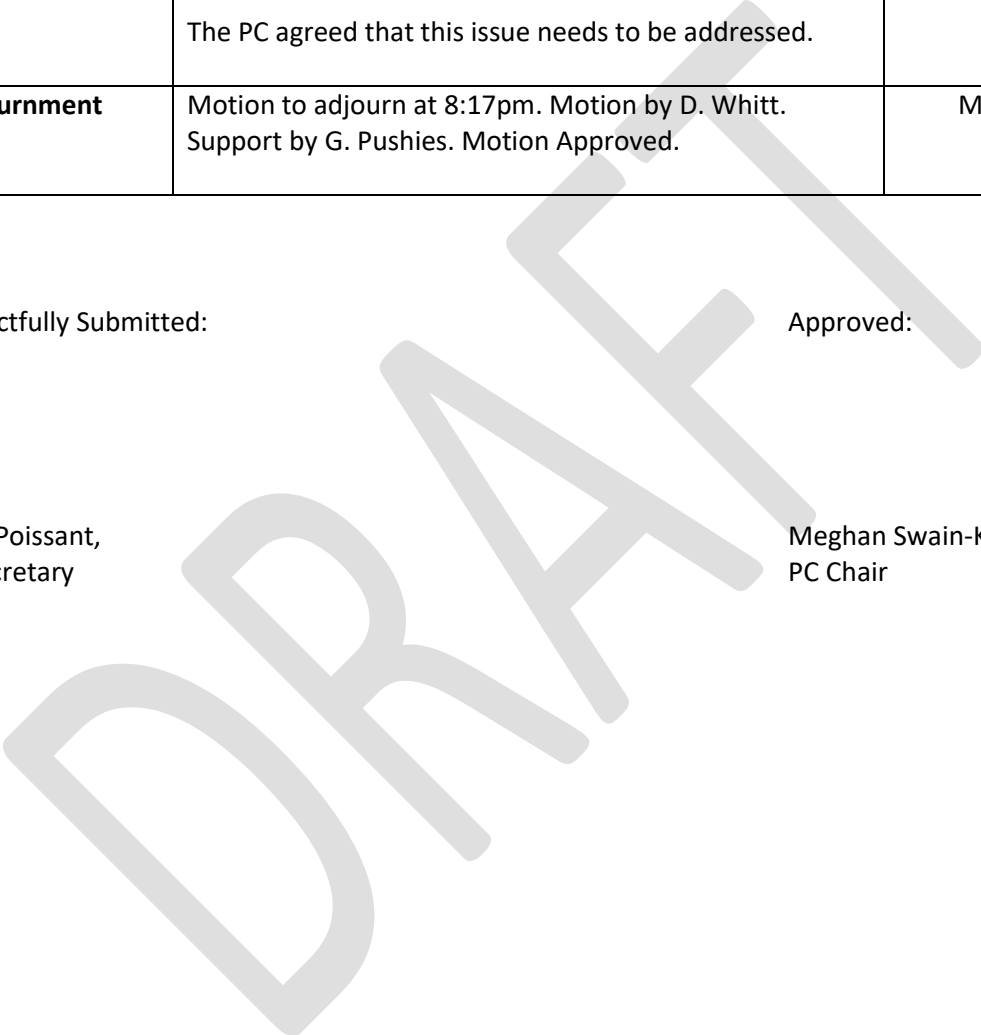 The PC agreed that this issue needs to be addressed.
urnment Motion to adjourn at 8:17pm. Motion by D. Whitt. M
Support by G. Pushies. Motion Approved.
ctfully Submitted: Approved:
Poissant, Meghan Swain-K
cretary PC Chair
DRAFT